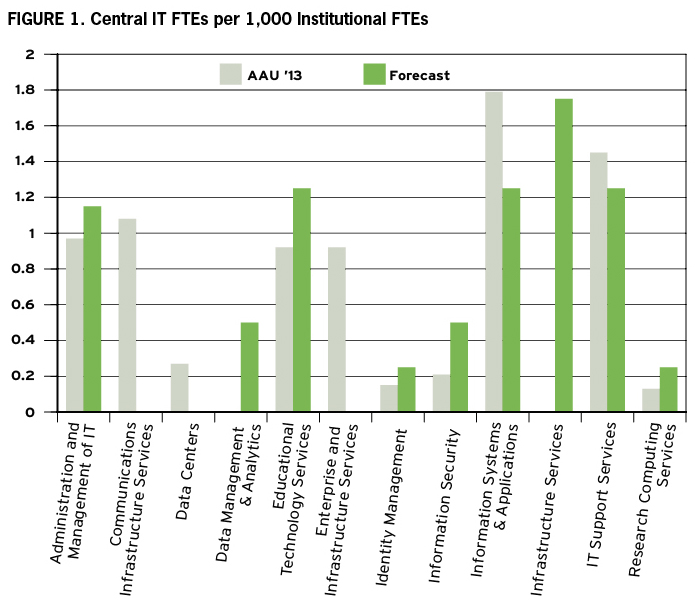 FIGURE 1. Central IT FTEs per 1,000 Institutional FTEs
AAU '13
Forecast
2
1.8
1.6
1.4
1.2
1
0.8
0.6
0.4
0.2
0
Administration and
Management of IT
Communications
Infrastructure Services
Data Centers
Data Management
& Analytics
Educational
Technology Services
Enterprise and
Infrastructure Services
Identity Management
Information Security
Information Systems
& Applications
Infrastructure Services
IT Support Services
Research Computing
Services